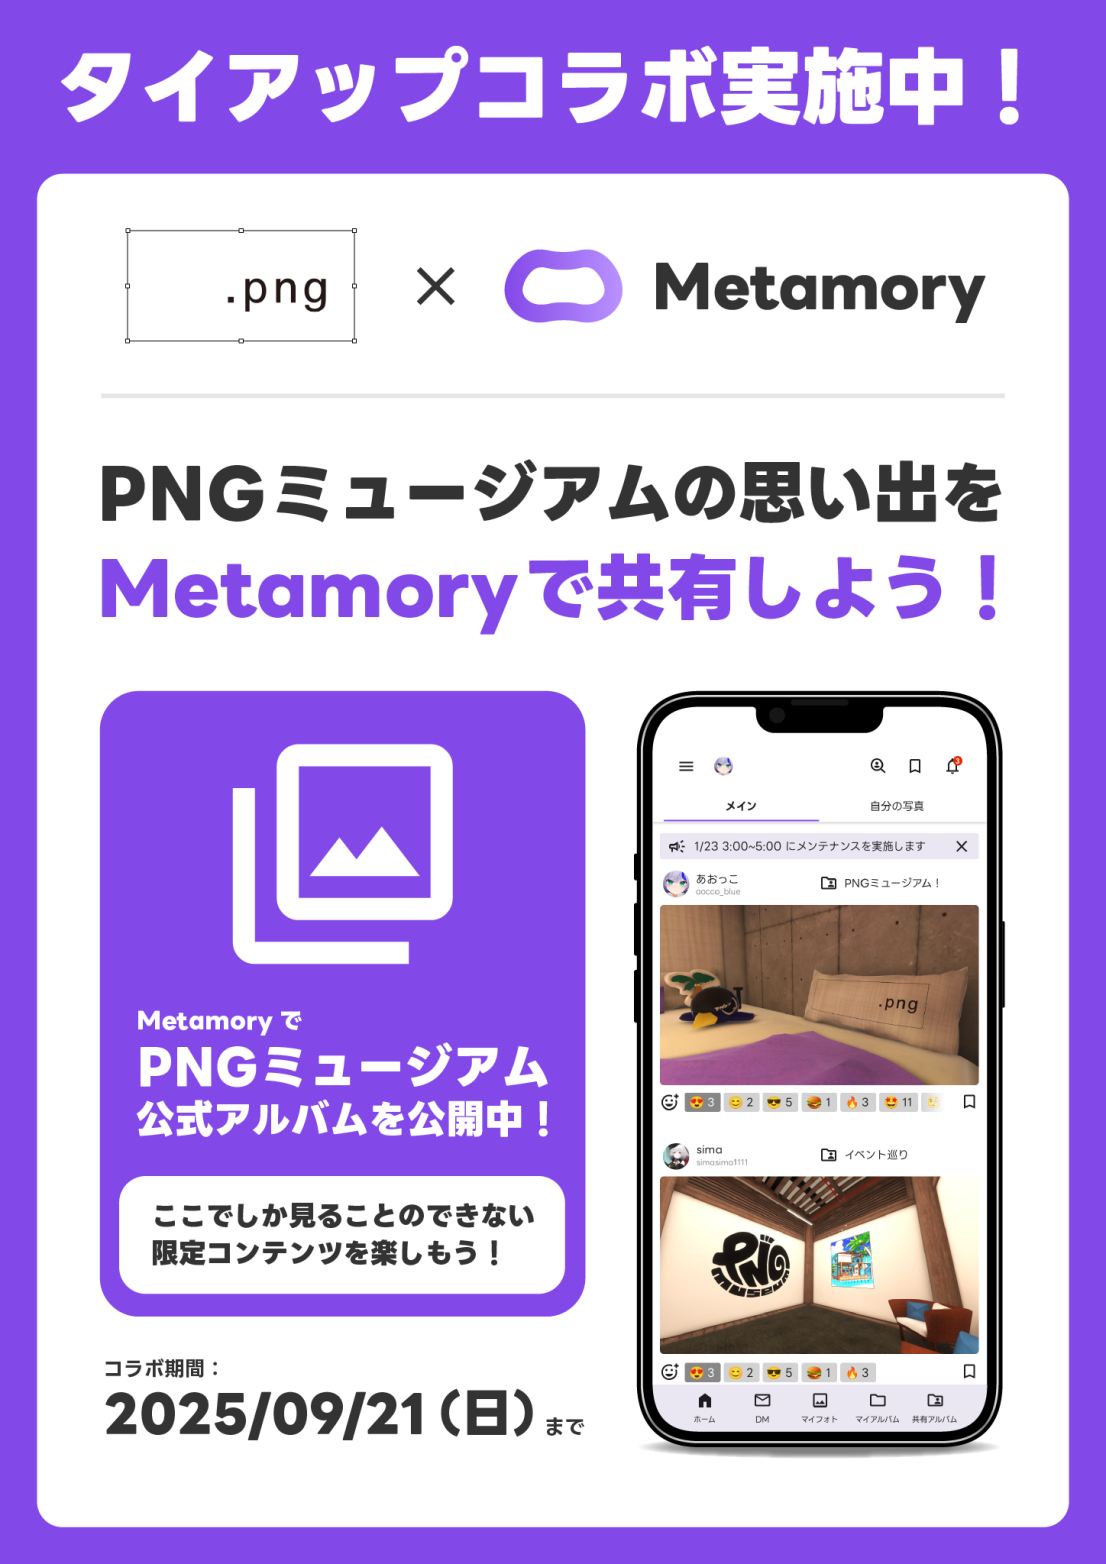 タイアップコラボ実施中！
.png × Metamory
PNGミュージアムの思い出を
Metamoryで共有しよう！
Metamory で
PNGミュージアム
公式アルバムを公開中！
ここでしか見ることのできない
限定コンテンツを楽しもう！
コラボ期間：
2025/09/21（日）まで
3
メイン 自分の写真
1/23 3:00~5:00 にメンテナンスを実施します
あおっこ PNGミュージアム！
aocco_blue
.png
3 2 5 1 3 11
sima イベント巡り
simasima1111
PNG
museum
3 2 5 1 3
ホーム DM マイフォト マイアルバム 共有アルバム